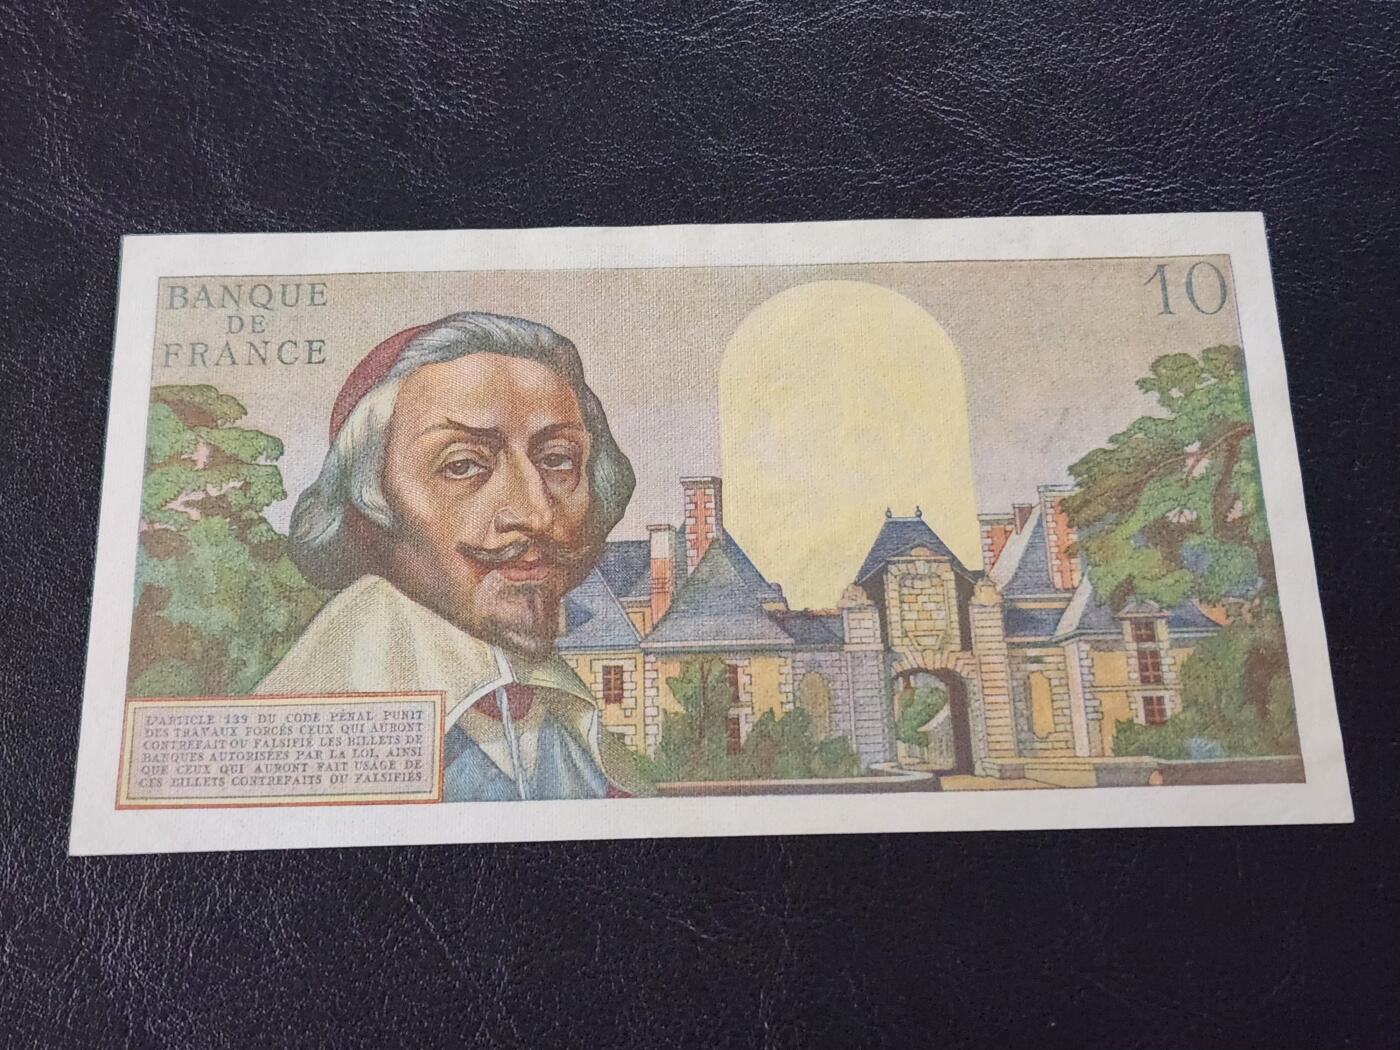 BANQUE
DE
FRANCE
10
L'ARTICLE 139 DU CODE PÉNAL PUNIT
DES TRAVAUX FORCÉS CEUX QUI AURONT
CONTREFAIT OU FALSIFIÉ LES BILLETS DE
BANQUES AUTORISÉES PAR LA LOI, AINSI
QUE CEUX QUI AURONT FAIT USAGE DE
CES BILLETS CONTREFAITS OU FALSIFIÉS